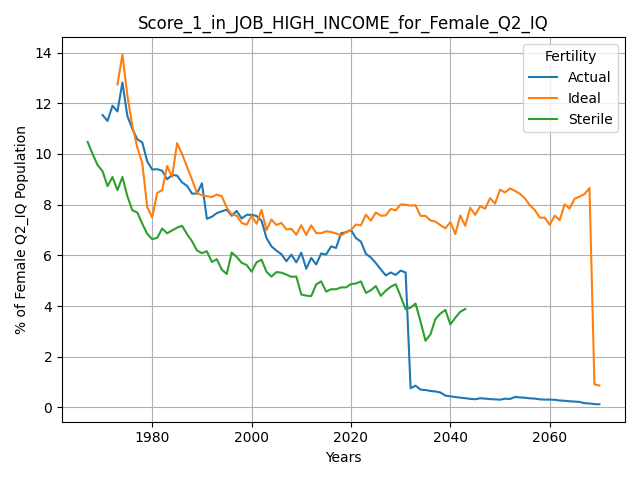 Score_1_in_JOB_HIGH_INCOME_for_Female_Q2_IQ
% of Female Q2_IQ Population
14
12
10
8
6
4
2
0
Fertility
Actual
Ideal
Sterile
1980 2000 2020 2040 2060
Years